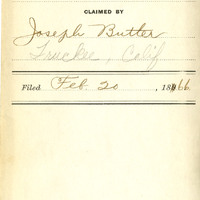 CLAIMED BY
Joseph Butler
Truckee, Calif
Filed Feb. 20, 1866